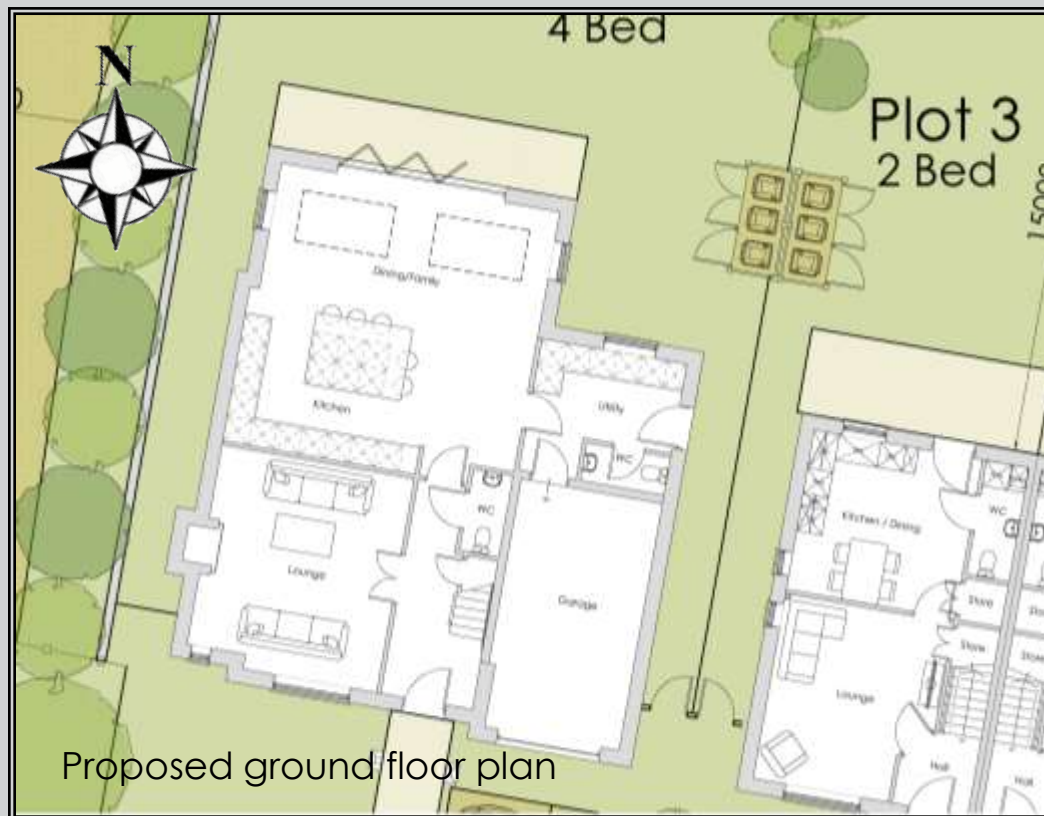 4 Bed
N
Plot 3
2 Bed
15000
Dining/Family
Kitchen
Utility
WC
WC
Lounge
Garage
Kitchen / Dining
WC
Store
Store
Lounge
Hall
Hall
Proposed ground floor plan